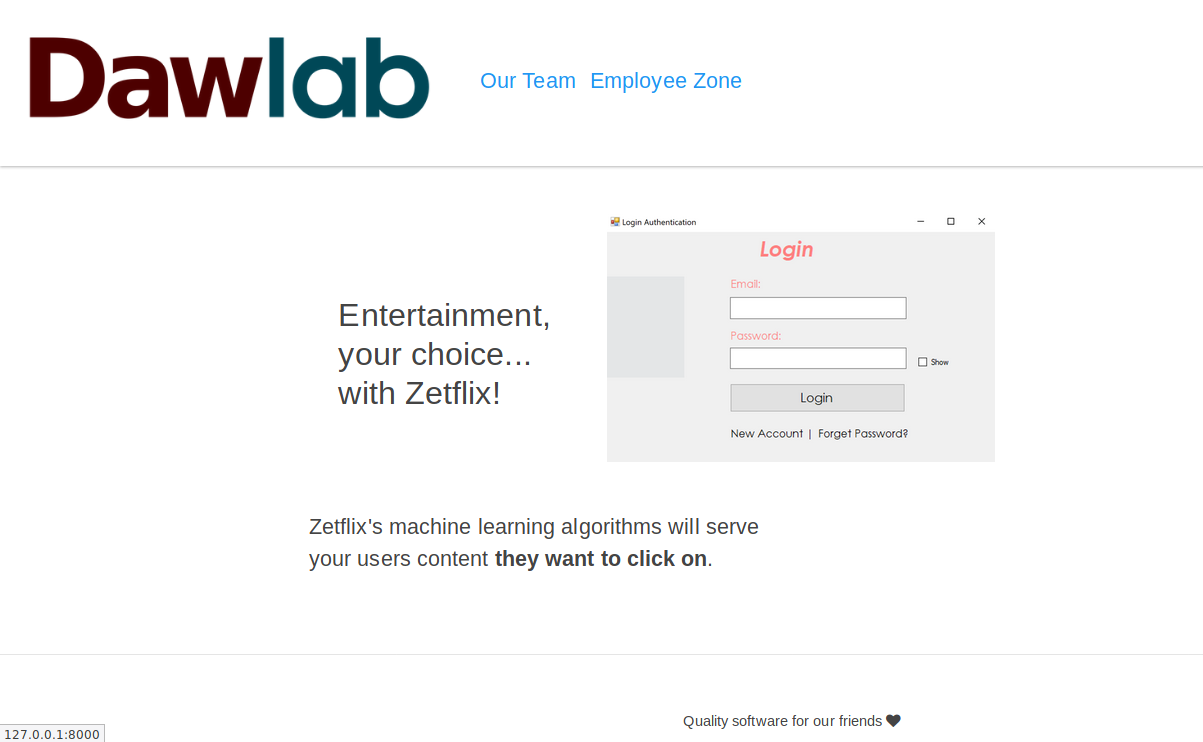 Dawlab
Our Team Employee Zone
Login Authentication
Login
Email:
Password:
Show
Login
New Account | Forget Password?
Entertainment,
your choice...
with Zetflix!
Zetflix's machine learning algorithms will serve
your users content they want to click on.
Quality software for our friends
127.0.0.1:8000